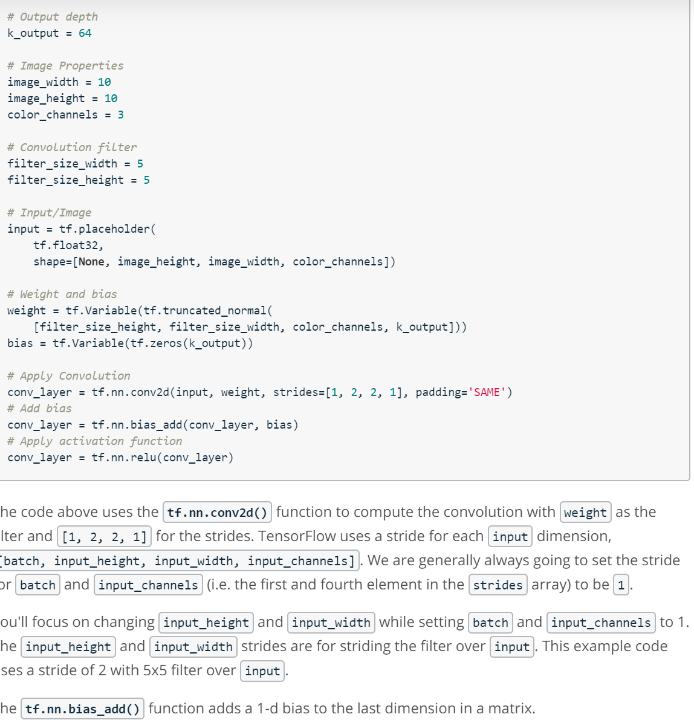 # Output depth
k_output = 64
# Image Properties
image_width = 10
image_height = 10
color_channels = 3
# Convolution filter
filter_size_width = 5
filter_size_height = 5
# Input/Image
input = tf.placeholder(
    tf.float32,
    shape=[None, image_height, image_width, color_channels])
# Weight and bias
weight = tf.Variable(tf.truncated_normal(
    [filter_size_height, filter_size_width, color_channels, k_output]))
bias = tf.Variable(tf.zeros(k_output))
# Apply Convolution
conv_layer = tf.nn.conv2d(input, weight, strides=[1, 2, 2, 1], padding='SAME')
# Add bias
conv_layer = tf.nn.bias_add(conv_layer, bias)
# Apply activation function
conv_layer = tf.nn.relu(conv_layer)
he code above uses the tf.nn.conv2d() function to compute the convolution with weight as the
lter and [1, 2, 2, 1] for the strides. TensorFlow uses a stride for each input dimension,
[batch, input_height, input_width, input_channels]. We are generally always going to set the stride
or batch and input_channels (i.e. the first and fourth element in the strides array) to be 1.
ou'll focus on changing input_height and input_width while setting batch and input_channels to 1.
he input_height and input_width strides are for striding the filter over input. This example code
ses a stride of 2 with 5x5 filter over input.
he tf.nn.bias_add() function adds a 1-d bias to the last dimension in a matrix.